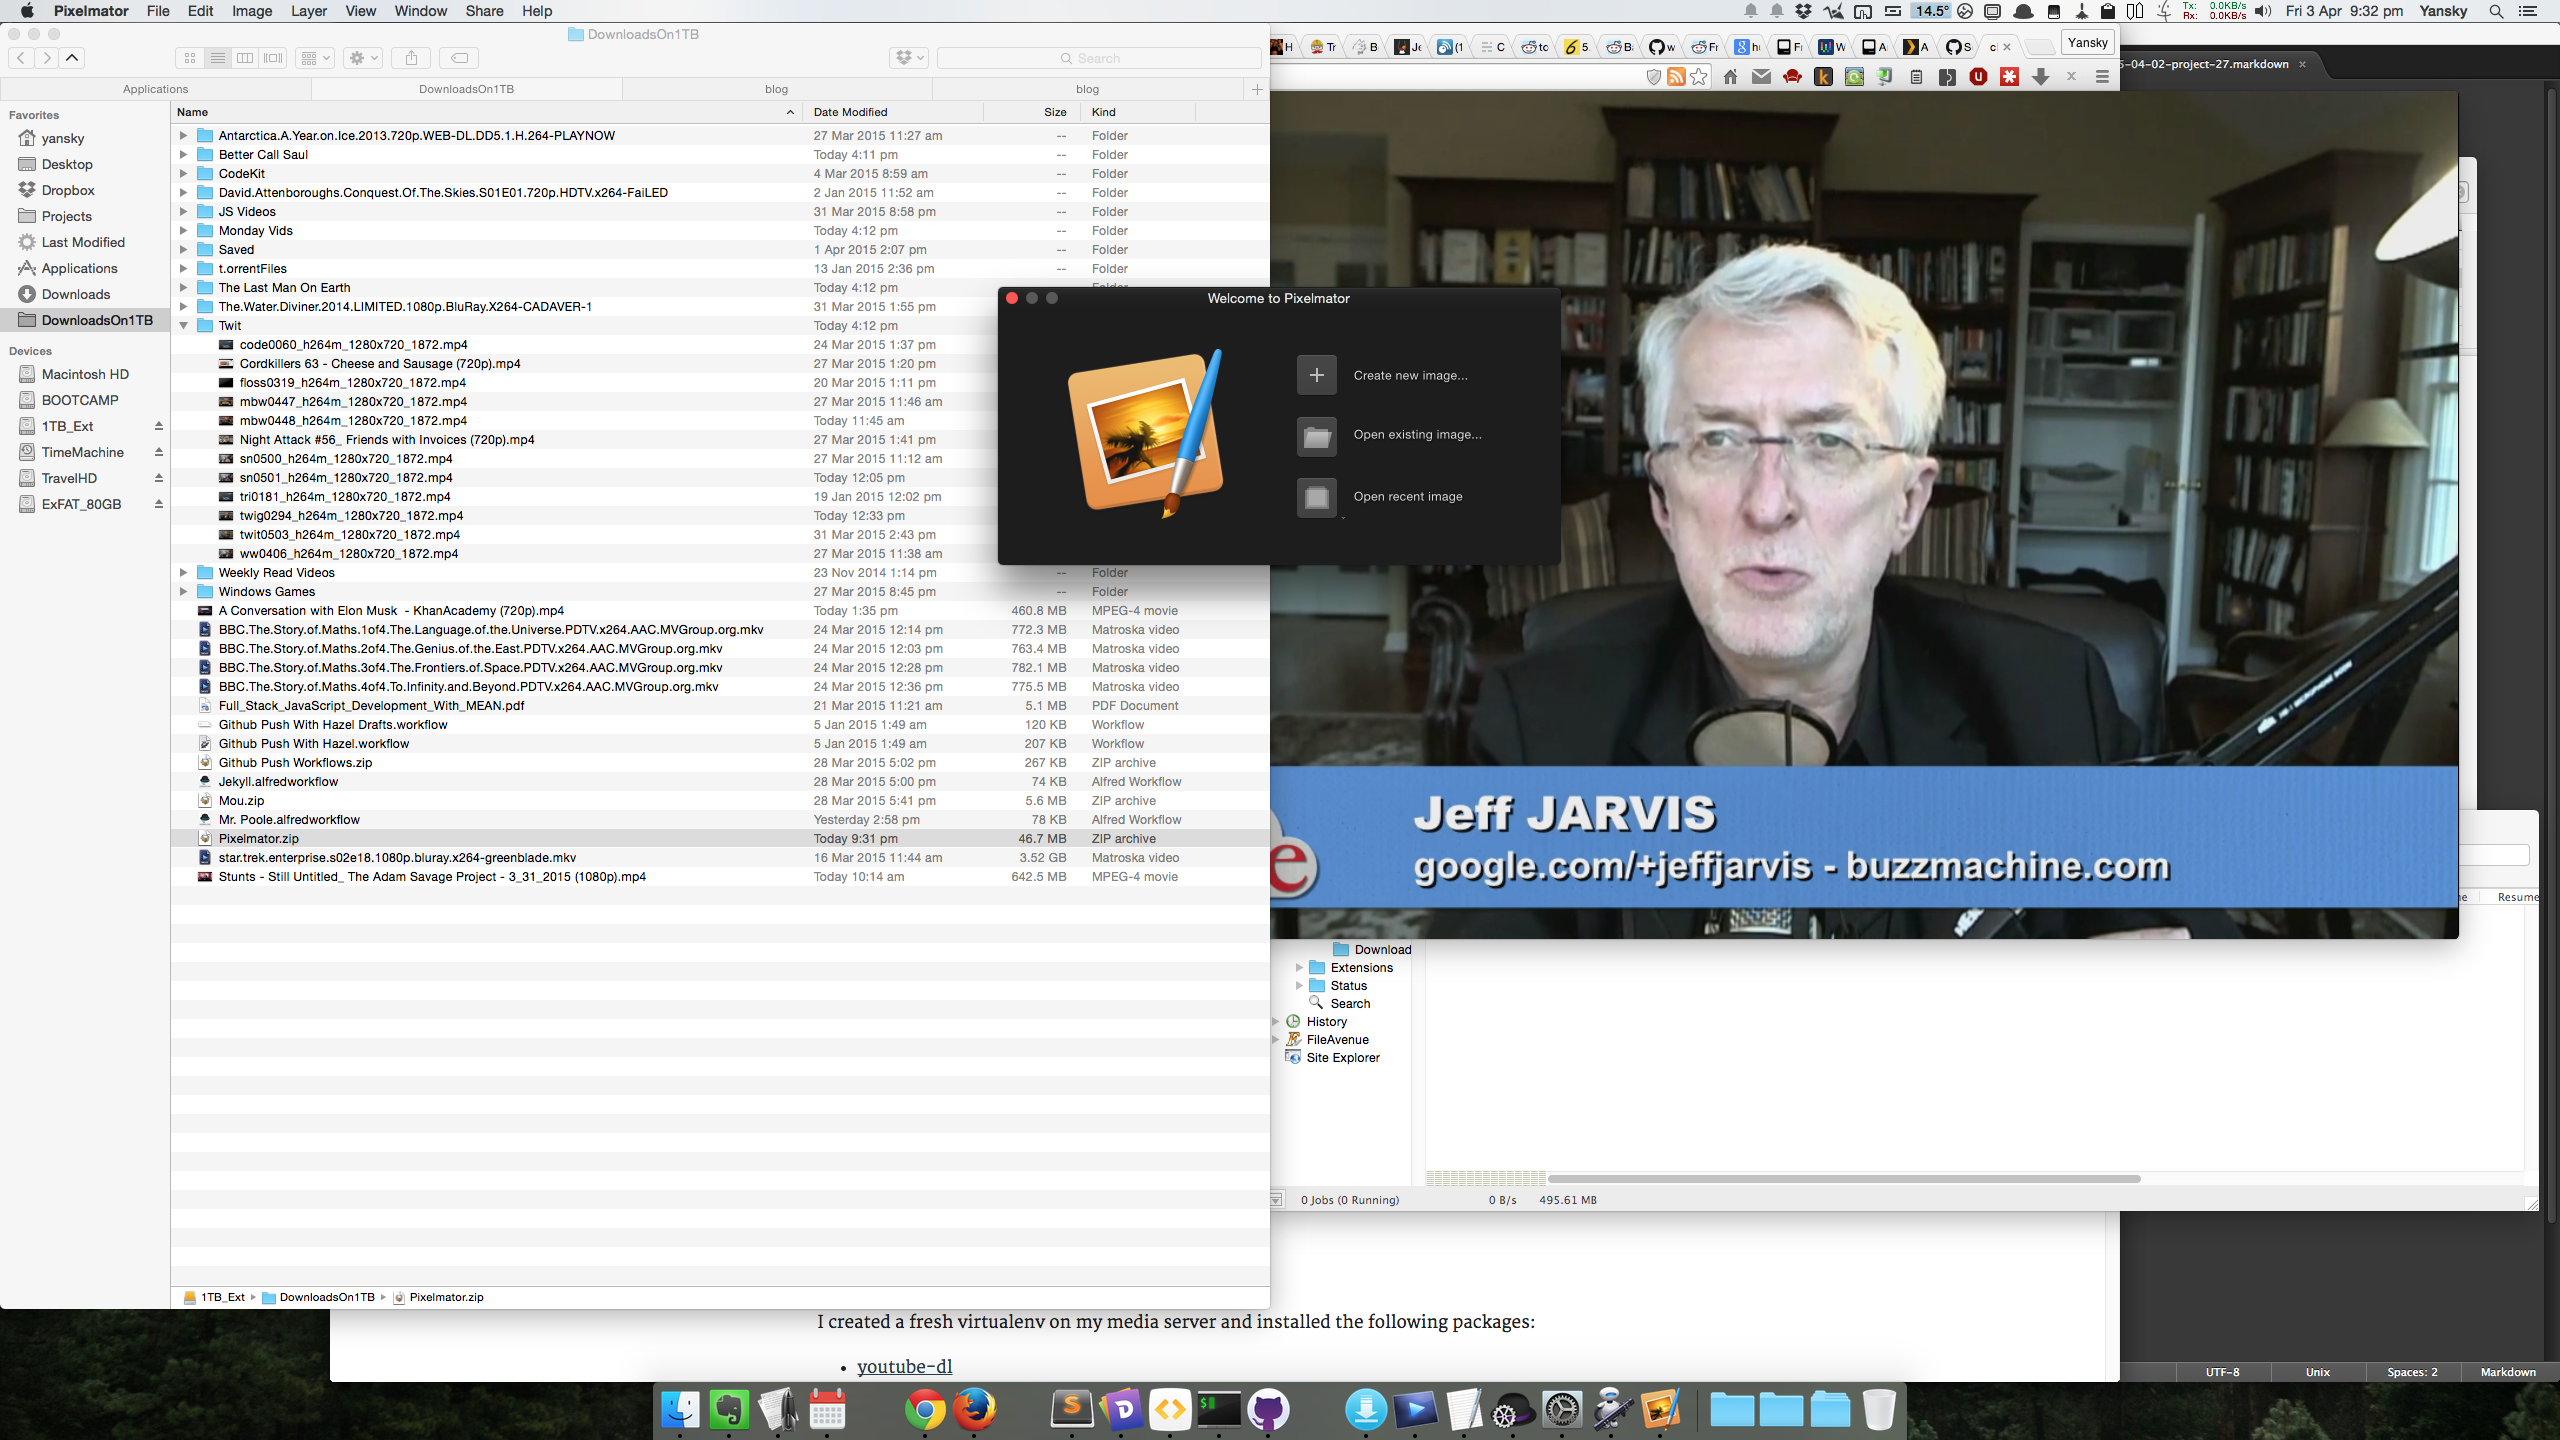 Pixelmator File Edit Image Layer View Window Share Help
14.5° Tx: 0.0KB/s Rx: 0.0KB/s Fri 3 Apr 9:32 pm Yansky
DownloadsOn1TB
Search
Applications DownloadsOn1TB blog blog
Favorites
yansky
Desktop
Dropbox
Projects
Last Modified
Applications
Downloads
DownloadsOn1TB
Devices
Macintosh HD
BOOTCAMP
1TB_Ext
TimeMachine
TravelHD
ExFAT_80GB
Name Date Modified Size Kind
Antarctica.A.Year.on.Ice.2013.720p.WEB-DL.DD5.1.H.264-PLAYNOW 27 Mar 2015 11:27 am -- Folder
Better Call Saul Today 4:11 pm -- Folder
CodeKit 4 Mar 2015 8:59 am -- Folder
David.Attenboroughs.Conquest.Of.The.Skies.S01E01.720p.HDTV.x264-FaiLED 2 Jan 2015 11:52 am -- Folder
JS Videos 31 Mar 2015 8:58 pm -- Folder
Monday Vids Today 4:12 pm -- Folder
Saved 1 Apr 2015 2:07 pm -- Folder
t.orrentFiles 13 Jan 2015 2:36 pm -- Folder
The Last Man On Earth Today 4:12 pm -- Folder
The.Water.Diviner.2014.LIMITED.1080p.BluRay.X264-CADAVER-1 31 Mar 2015 1:55 pm
Twit Today 4:12 pm
code0060_h264m_1280x720_1872.mp4 24 Mar 2015 1:37 pm
Cordkillers 63 - Cheese and Sausage (720p).mp4 27 Mar 2015 1:20 pm
floss0319_h264m_1280x720_1872.mp4 20 Mar 2015 1:11 pm
mbw0447_h264m_1280x720_1872.mp4 27 Mar 2015 11:46 am
mbw0448_h264m_1280x720_1872.mp4 Today 11:45 am
Night Attack #56_ Friends with Invoices (720p).mp4 27 Mar 2015 1:41 pm
sn0500_h264m_1280x720_1872.mp4 27 Mar 2015 11:12 am
sn0501_h264m_1280x720_1872.mp4 Today 12:05 pm
tri0181_h264m_1280x720_1872.mp4 19 Jan 2015 12:02 pm
twig0294_h264m_1280x720_1872.mp4 Today 12:33 pm
twit0503_h264m_1280x720_1872.mp4 31 Mar 2015 2:43 pm
ww0406_h264m_1280x720_1872.mp4 27 Mar 2015 11:38 am
Weekly Read Videos 23 Nov 2014 1:14 pm -- Folder
Windows Games 27 Mar 2015 8:45 pm -- Folder
A Conversation with Elon Musk - KhanAcademy (720p).mp4 Today 1:35 pm 460.8 MB MPEG-4 movie
BBC.The.Story.of.Maths.1of4.The.Language.of.the.Universe.PDTV.x264.AAC.MVGroup.org.mkv 24 Mar 2015 12:14 pm 772.3 MB Matroska video
BBC.The.Story.of.Maths.2of4.The.Genius.of.the.East.PDTV.x264.AAC.MVGroup.org.mkv 24 Mar 2015 12:03 pm 763.4 MB Matroska video
BBC.The.Story.of.Maths.3of4.The.Frontiers.of.Space.PDTV.x264.AAC.MVGroup.org.mkv 24 Mar 2015 12:28 pm 782.1 MB Matroska video
BBC.The.Story.of.Maths.4of4.To.Infinity.and.Beyond.PDTV.x264.AAC.MVGroup.org.mkv 24 Mar 2015 12:36 pm 775.5 MB Matroska video
Full_Stack_JavaScript_Development_With_MEAN.pdf 21 Mar 2015 11:21 am 5.1 MB PDF Document
Github Push With Hazel Drafts.workflow 5 Jan 2015 1:49 am 120 KB Workflow
Github Push With Hazel.workflow 5 Jan 2015 1:49 am 207 KB Workflow
Github Push Workflows.zip 28 Mar 2015 5:02 pm 267 KB ZIP archive
Jekyll.alfredworkflow 28 Mar 2015 5:00 pm 74 KB Alfred Workflow
Mou.zip 28 Mar 2015 5:41 pm 5.6 MB ZIP archive
Mr. Poole.alfredworkflow Yesterday 2:58 pm 78 KB Alfred Workflow
Pixelmator.zip Today 9:31 pm 46.7 MB ZIP archive
star.trek.enterprise.s02e18.1080p.bluray.x264-greenblade.mkv 16 Mar 2015 11:44 am 3.52 GB Matroska video
Stunts - Still Untitled_ The Adam Savage Project - 3_31_2015 (1080p).mp4 Today 10:14 am 642.5 MB MPEG-4 movie
1TB_Ext DownloadsOn1TB Pixelmator.zip
Welcome to Pixelmator
Create new image...
Open existing image...
Open recent image
Yansky
5-04-02-project-27.markdown
Jeff JARVIS
google.com/+jeffjarvis - buzzmachine.com
Resume
Download
Extensions
Status
Search
History
FileAvenue
Site Explorer
0 Jobs (0 Running) 0 B/s 495.61 MB
I created a fresh virtualenv on my media server and installed the following packages:
• youtube-dl
UTF-8 Unix Spaces: 2 Markdown